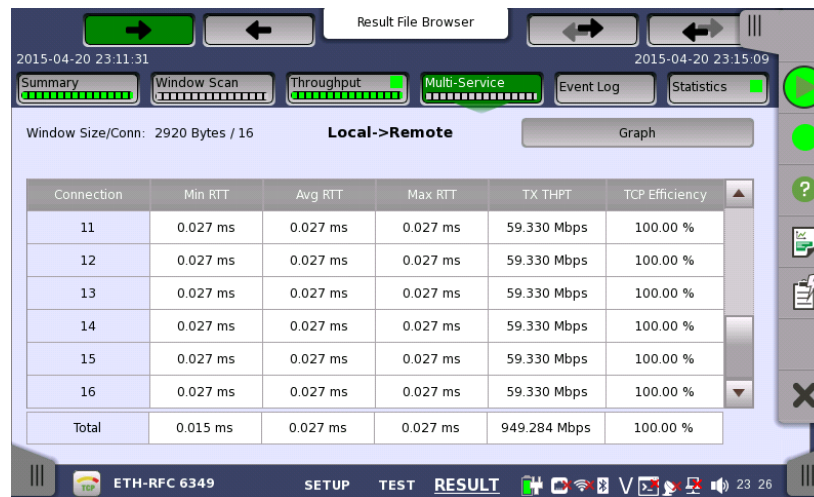 Result File Browser
2015-04-20 23:11:31
2015-04-20 23:15:09
Summary
Window Scan
Throughput
Multi-Service
Event Log
Statistics
Window Size/Conn: 2920 Bytes / 16
Local->Remote
Graph
Connection Min RTT Avg RTT Max RTT TX THPT TCP Efficiency
11 0.027 ms 0.027 ms 0.027 ms 59.330 Mbps 100.00 %
12 0.027 ms 0.027 ms 0.027 ms 59.330 Mbps 100.00 %
13 0.027 ms 0.027 ms 0.027 ms 59.330 Mbps 100.00 %
14 0.027 ms 0.027 ms 0.027 ms 59.330 Mbps 100.00 %
15 0.027 ms 0.027 ms 0.027 ms 59.330 Mbps 100.00 %
16 0.027 ms 0.027 ms 0.027 ms 59.330 Mbps 100.00 %
Total 0.015 ms 0.027 ms 0.027 ms 949.284 Mbps 100.00 %
TCP ETH-RFC 6349 SETUP TEST RESULT V 23 26